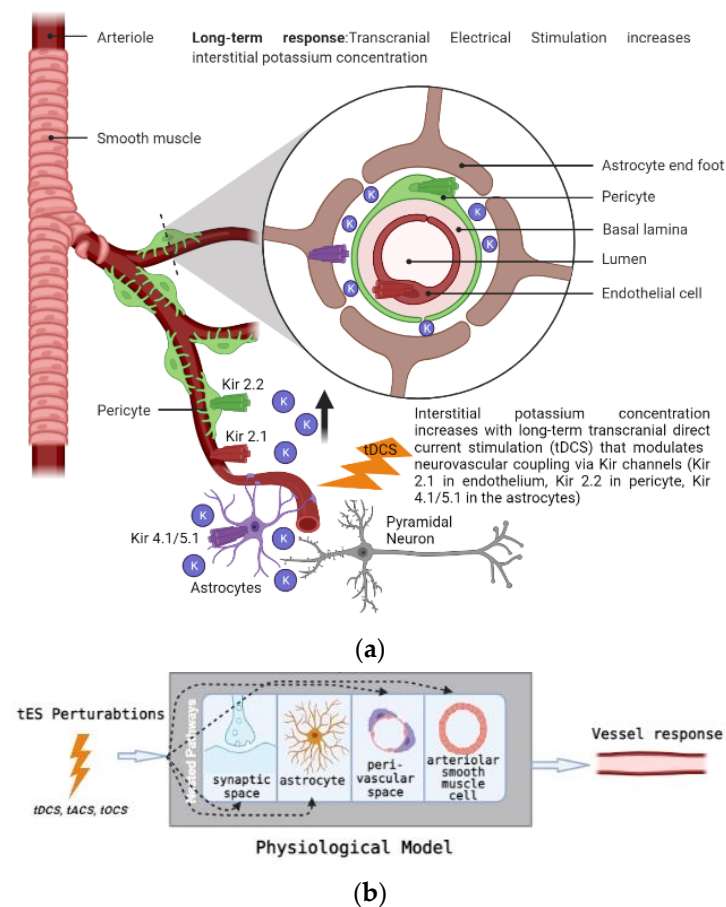 Arteriole
Long-term response:Transcranial Electrical Stimulation increases
interstitial potassium concentration
Smooth muscle
Astrocyte end foot
Pericyte
Basal lamina
Lumen
Endothelial cell
K
K
K
K
K
K
Kir 2.2
Pericyte
Kir 2.1
K
K
K
tDCS
Interstitial potassium concentration
increases with long-term transcranial direct
current stimulation (tDCS) that modulates
neurovascular coupling via Kir channels (Kir
2.1 in endothelium, Kir 2.2 in pericyte, Kir
4.1/5.1 in the astrocytes)
K
Kir 4.1/5.1
K
K
K
Astrocytes
Pyramidal
Neuron
(a)
tES Perturabtions
tDCS, tACS, tOCS
Pathways
synaptic
space
astrocyte
peri-
vascular
space
arteriolar
smooth
muscle
cell
Vessel response
Physiological Model
(b)